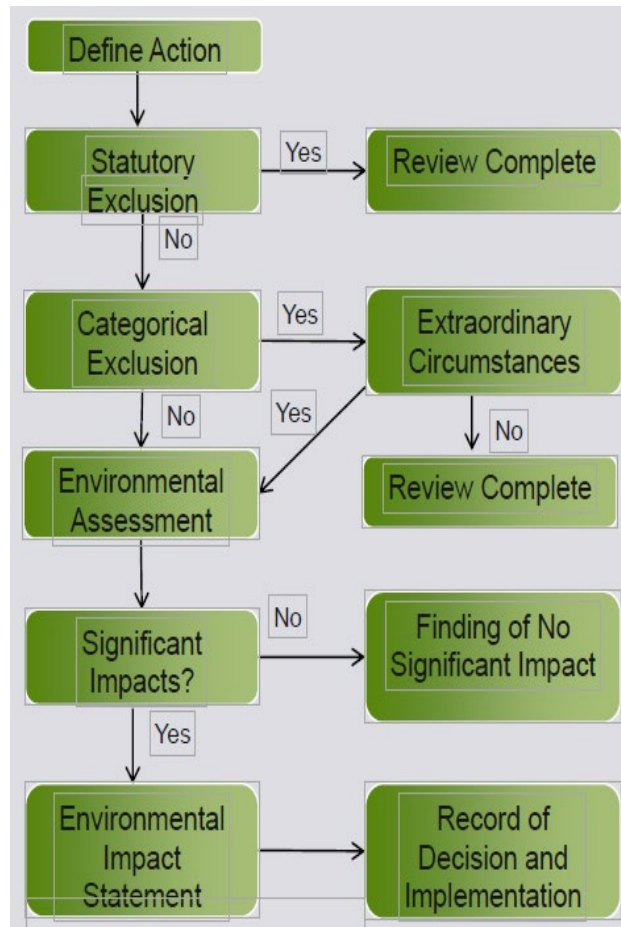 Define Action
Statutory
Exclusion
Yes
Review Complete
No
Categorical
Exclusion
Yes
Extraordinary
Circumstances
No
Yes
No
Environmental
Assessment
Review Complete
Significant
Impacts?
No
Finding of No
Significant Impact
Yes
Environmental
Impact
Statement
Record of
Decision and
Implementation